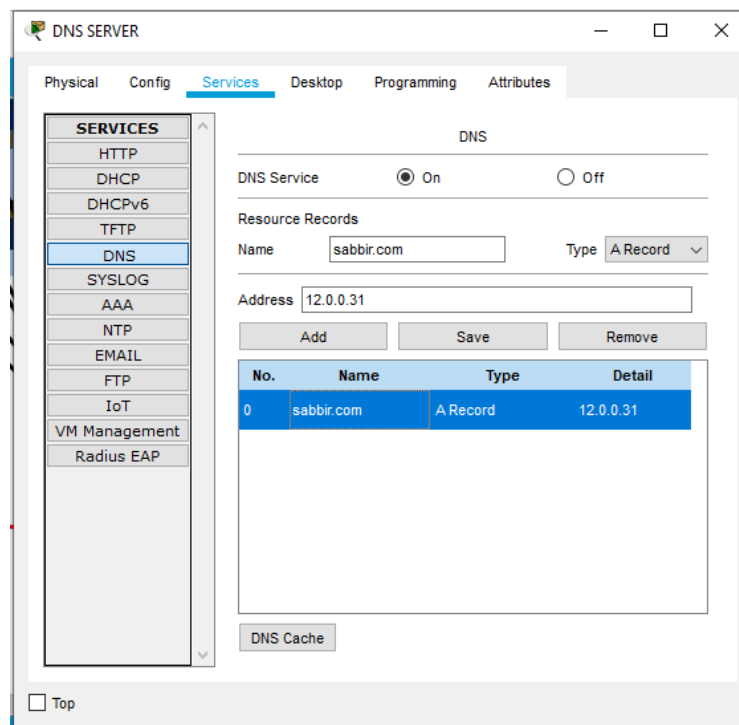 DNS SERVER
Physical Config Services Desktop Programming Attributes
SERVICES
HTTP
DHCP
DHCPv6
TFTP
DNS
SYSLOG
AAA
NTP
EMAIL
FTP
IoT
VM Management
Radius EAP
DNS
DNS Service On Off
Resource Records
Name sabbir.com Type A Record
Address 12.0.0.31
Add Save Remove
No. Name Type Detail
0 sabbir.com A Record 12.0.0.31
DNS Cache
Top